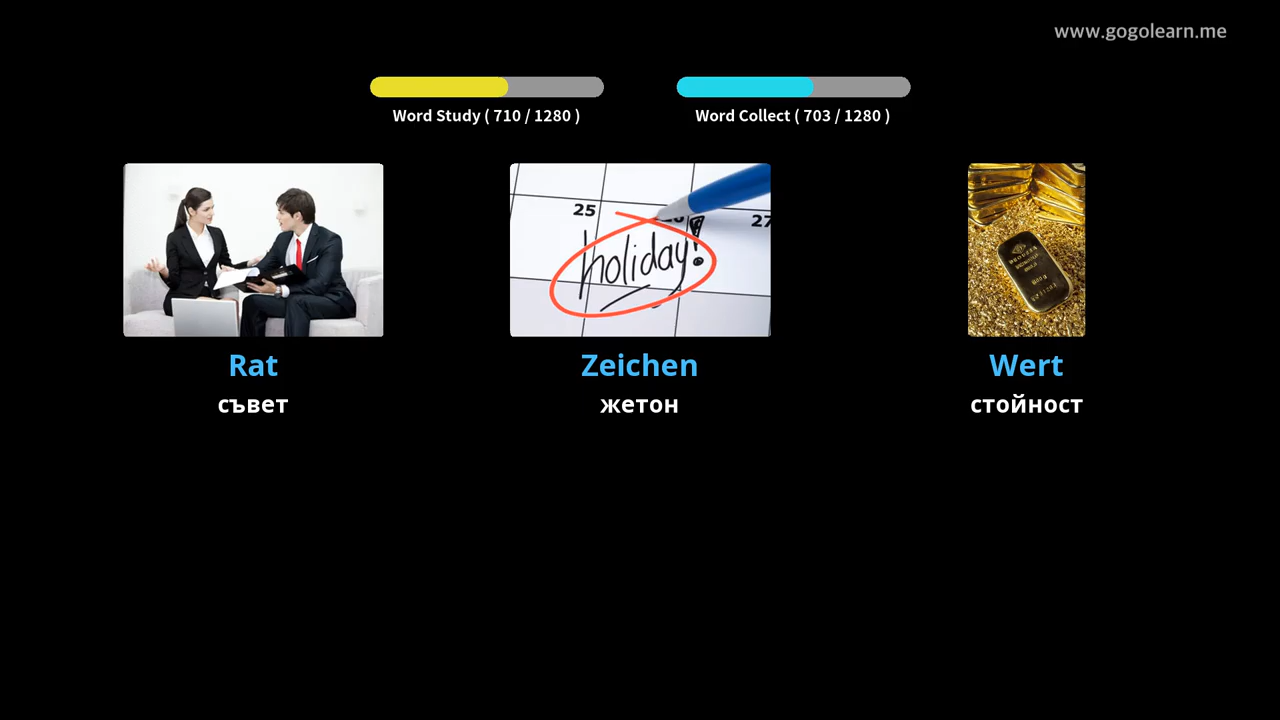 www.gogolearn.me
Word Study ( 710 / 1280 )
Word Collect ( 703 / 1280 )
25
27
holiday!
Rat
Zeichen
Wert
съвет
жетон
стойност